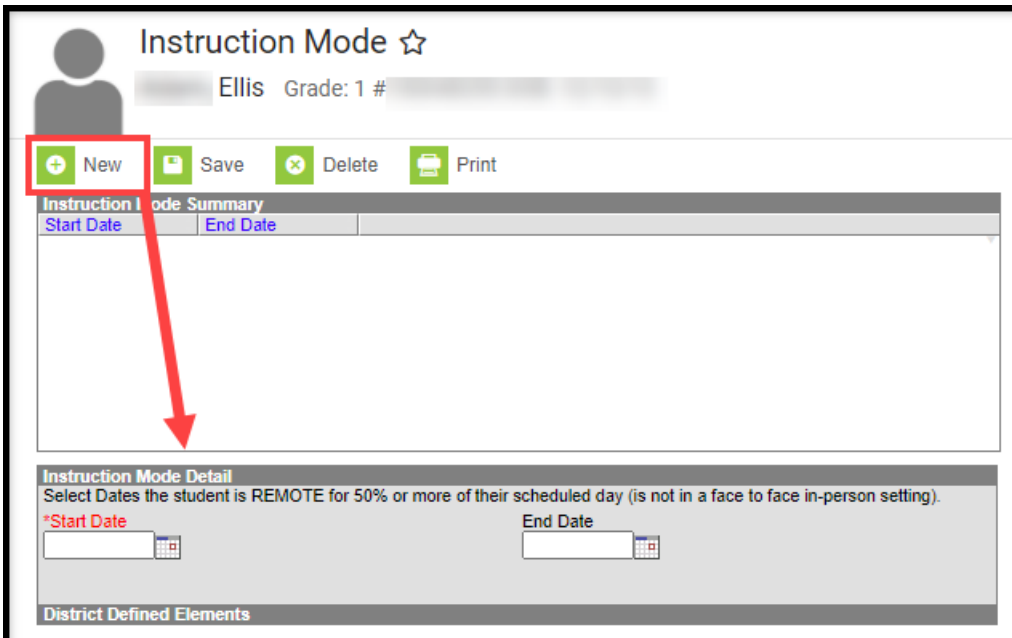 Instruction Mode
Ellis Grade: 1 #
New Save Delete Print
Instruction Mode Summary
Start Date End Date
Instruction Mode Detail
Select Dates the student is REMOTE for 50% or more of their scheduled day (is not in a face to face in-person setting).
*Start Date End Date
District Defined Elements